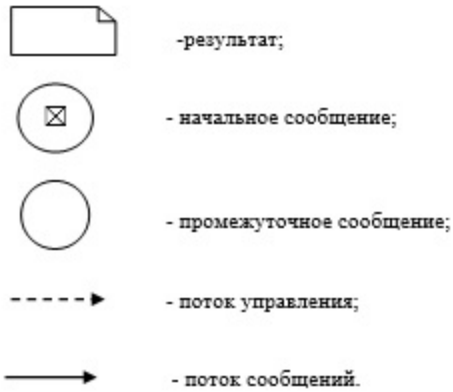 -результат;
- начальное сообщение;
- промежуточное сообщение;
- поток управления;
- поток сообщений.